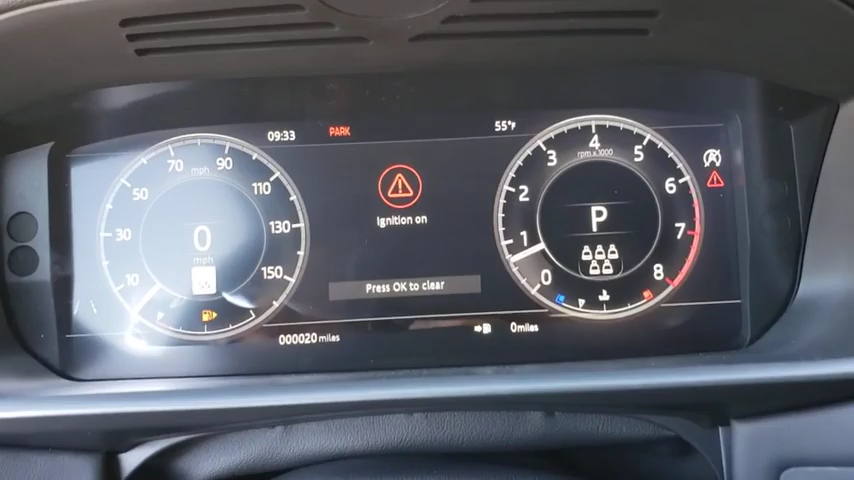 09:33 PARK 55°F
70 mph 90
50 110
30 130
10 150
0
mph
Ignition on
Press OK to clear
4
rpm x 1000
3 5
2 6
1 7
0 8
P
000020 miles
0miles